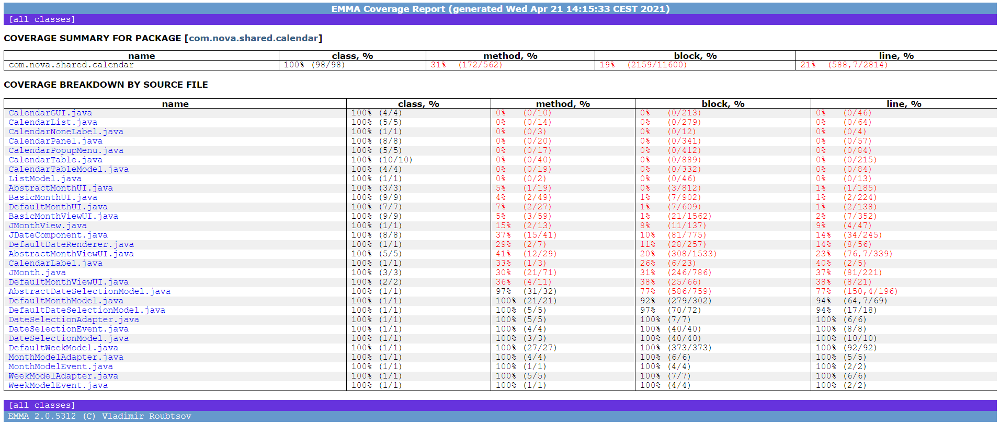 EMMA Coverage Report (generated Wed Apr 21 14:15:33 CEST 2021)
[all classes]
COVERAGE SUMMARY FOR PACKAGE [com.nova.shared.calendar]
name class, % method, % block, % line, %
com.nova.shared.calendar 100% (98/98) 31% (172/562) 19% (2159/11600) 21% (588,7/2814)
COVERAGE BREAKDOWN BY SOURCE FILE
name class, % method, % block, % line, %
CalendarGUI.java 100% (4/4) 0% (0/10) 0% (0/213) 0% (0/46)
CalendarList.java 100% (5/5) 0% (0/14) 0% (0/279) 0% (0/64)
CalendarNoneLabel.java 100% (1/1) 0% (0/3) 0% (0/12) 0% (0/4)
CalendarPanel.java 100% (8/8) 0% (0/20) 0% (0/341) 0% (0/57)
CalendarPopupMenu.java 100% (5/5) 0% (0/17) 0% (0/412) 0% (0/84)
CalendarTable.java 100% (10/10) 0% (0/40) 0% (0/889) 0% (0/215)
CalendarTableModel.java 100% (4/4) 0% (0/19) 0% (0/332) 0% (0/84)
ListModel.java 100% (1/1) 0% (0/2) 0% (0/46) 0% (0/13)
AbstractMonthUI.java 100% (3/3) 5% (1/19) 0% (3/812) 1% (1/185)
BasicMonthUI.java 100% (9/9) 4% (2/49) 1% (7/902) 1% (2/224)
DefaultMonthUI.java 100% (7/7) 7% (2/27) 1% (7/609) 1% (2/138)
BasicMonthViewUI.java 100% (9/9) 5% (3/59) 1% (21/1562) 2% (7/352)
JMonthView.java 100% (1/1) 15% (2/13) 8% (11/137) 9% (4/47)
JDateComponent.java 100% (8/8) 37% (15/41) 10% (81/775) 14% (34/245)
DefaultDateRenderer.java 100% (1/1) 29% (2/7) 11% (28/257) 14% (8/56)
AbstractMonthViewUI.java 100% (5/5) 41% (12/29) 20% (308/1533) 23% (76,7/339)
CalendarLabel.java 100% (1/1) 33% (1/3) 26% (6/23) 40% (2/5)
JMonth.java 100% (3/3) 30% (21/71) 31% (246/786) 37% (81/221)
DefaultMonthViewUI.java 100% (2/2) 36% (4/11) 38% (25/66) 38% (8/21)
AbstractDateSelectionModel.java 100% (1/1) 97% (31/32) 77% (586/759) 77% (150,4/196)
DefaultMonthModel.java 100% (1/1) 100% (21/21) 92% (279/302) 94% (64,7/69)
DefaultDateSelectionModel.java 100% (1/1) 100% (5/5) 97% (70/72) 94% (17/18)
DateSelectionAdapter.java 100% (1/1) 100% (5/5) 100% (7/7) 100% (6/6)
DateSelectionEvent.java 100% (1/1) 100% (4/4) 100% (40/40) 100% (8/8)
DateSelectionModel.java 100% (1/1) 100% (3/3) 100% (40/40) 100% (10/10)
DefaultWeekModel.java 100% (1/1) 100% (27/27) 100% (373/373) 100% (92/92)
MonthModelAdapter.java 100% (1/1) 100% (4/4) 100% (6/6) 100% (5/5)
MonthModelEvent.java 100% (1/1) 100% (1/1) 100% (4/4) 100% (2/2)
WeekModelAdapter.java 100% (1/1) 100% (5/5) 100% (7/7) 100% (6/6)
WeekModelEvent.java 100% (1/1) 100% (1/1) 100% (4/4) 100% (2/2)
[all classes]
EMMA 2.0.5312 (C) Vladimir Roubtsov